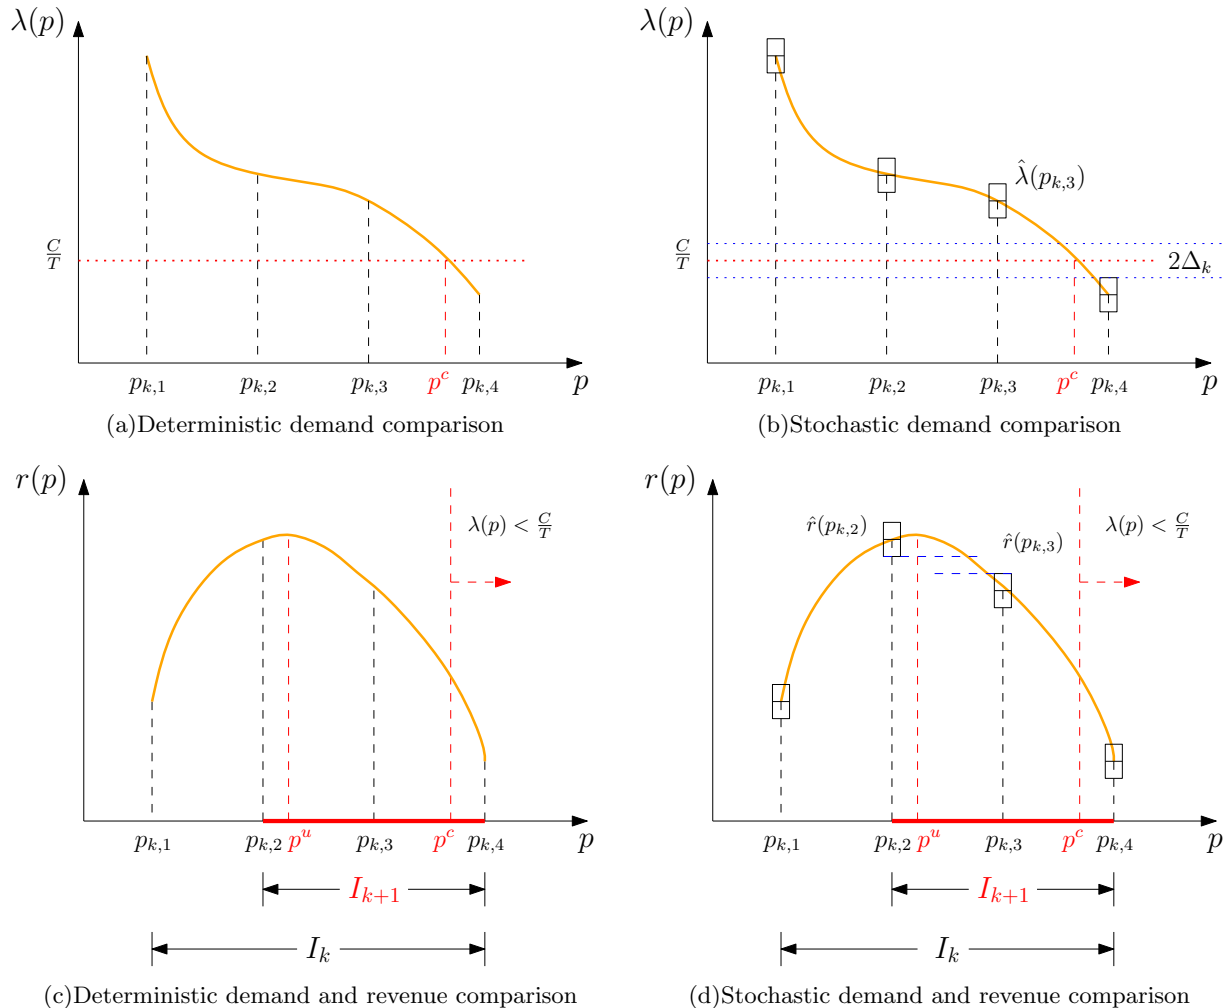 λ(p)
C/T
p_{k,1} p_{k,2} p_{k,3} p^c p_{k,4} p
(a)Deterministic demand comparison
λ(p)
\hat{λ}(p_{k,3})
C/T
2Δ_k
p_{k,1} p_{k,2} p_{k,3} p^c p_{k,4} p
(b)Stochastic demand comparison
r(p)
λ(p) < C/T
p_{k,1} p_{k,2} p^u p_{k,3} p^c p_{k,4} p
I_{k+1}
I_k
(c)Deterministic demand and revenue comparison
r(p)
\hat{r}(p_{k,2})
\hat{r}(p_{k,3})
λ(p) < C/T
p_{k,1} p_{k,2} p^u p_{k,3} p^c p_{k,4} p
I_{k+1}
I_k
(d)Stochastic demand and revenue comparison